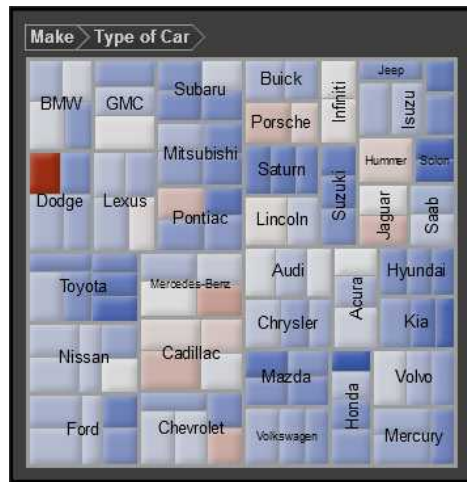 Make Type of Car
BMW
GMC
Subaru
Buick
Infiniti
Jeep
Isuzu
Porsche
Mitsubishi
Saturn
Suzuki
Hummer
Dodge
Lexus
Pontiac
Lincoln
Jaguar
Saab
Toyota
Mercedes-Benz
Audi
Acura
Hyundai
Nissan
Cadillac
Chrysler
Kia
Mazda
Honda
Volvo
Ford
Chevrolet
Volkswagen
Mercury